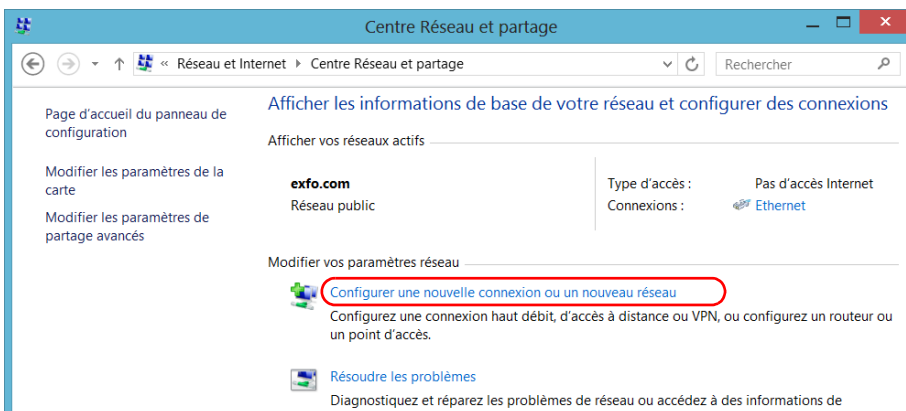 Centre Réseau et partage
« Réseau et Internet Centre Réseau et partage Rechercher
Page d'accueil du panneau de
configuration
Modifier les paramètres de la
carte
Modifier les paramètres de
partage avancés
Afficher les informations de base de votre réseau et configurer des connexions
Afficher vos réseaux actifs
exfo.com
Réseau public
Type d'accès : Pas d'accès Internet
Connexions : Ethernet
Modifier vos paramètres réseau
Configurer une nouvelle connexion ou un nouveau réseau
Configurez une connexion haut débit, d'accès à distance ou VPN, ou configurez un routeur ou
un point d'accès.
Résoudre les problèmes
Diagnostiquez et réparez les problèmes de réseau ou accédez à des informations de